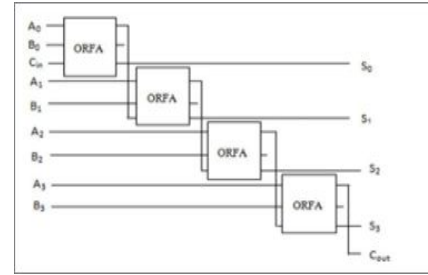 A₀
B₀
ORFA
Cin
S₀
A₁
ORFA
B₁
S₁
A₂
B₂
ORFA
S₂
A₃
B₃
ORFA
S₃
Cout